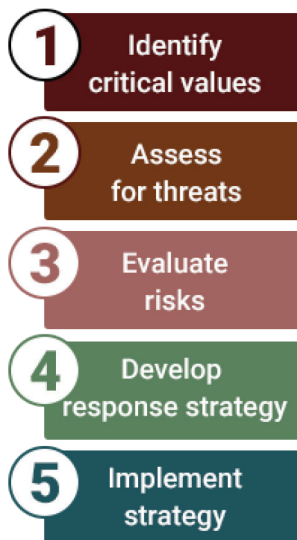 1
Identify
critical values
2
Assess
for threats
3
Evaluate
risks
4
Develop
response strategy
5
Implement
strategy